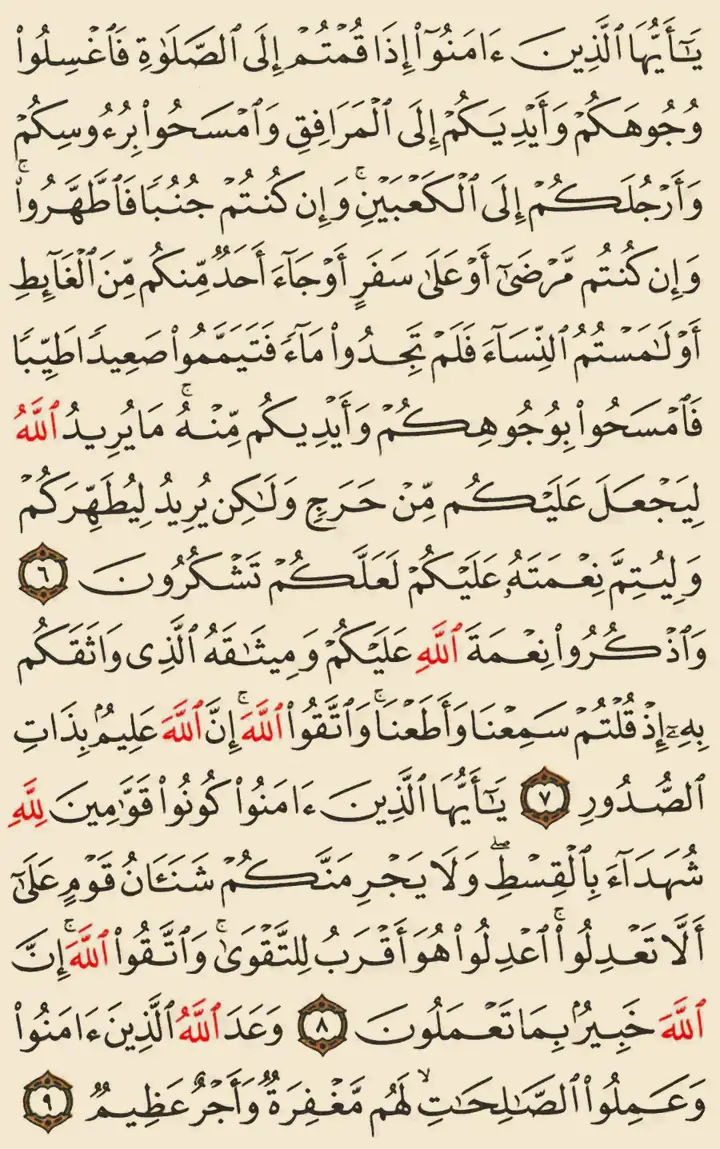 يَـٰٓأَيُّهَا ٱلَّذِينَ ءَامَنُوٓا۟ إِذَا قُمْتُمْ إِلَى ٱلصَّلَوٰةِ فَٱغْسِلُوا۟
وُجُوهَكُمْ وَأَيْدِيَكُمْ إِلَى ٱلْمَرَافِقِ وَٱمْسَحُوا۟ بِرُءُوسِكُمْ
وَأَرْجُلَكُمْ إِلَى ٱلْكَعْبَيْنِ ۚ وَإِن كُنتُمْ جُنُبًا فَٱطَّهَّرُوا۟ ۚ
وَإِن كُنتُم مَّرْضَىٰٓ أَوْ عَلَىٰ سَفَرٍ أَوْ جَآءَ أَحَدٌ مِّنكُم مِّنَ ٱلْغَآئِطِ
أَوْ لَـٰمَسْتُمُ ٱلنِّسَآءَ فَلَمْ تَجِدُوا۟ مَآءً فَتَيَمَّمُوا۟ صَعِيدًا طَيِّبًا
فَٱمْسَحُوا۟ بِوُجُوهِكُمْ وَأَيْدِيكُم مِّنْهُ ۚ مَا يُرِيدُ ٱللَّهُ
لِيَجْعَلَ عَلَيْكُم مِّنْ حَرَجٍ وَلَـٰكِن يُرِيدُ لِيُطَهِّرَكُمْ
وَلِيُتِمَّ نِعْمَتَهُۥ عَلَيْكُمْ لَعَلَّكُمْ تَشْكُرُونَ ٦
وَٱذْكُرُوا۟ نِعْمَةَ ٱللَّهِ عَلَيْكُمْ وَمِيثَـٰقَهُ ٱلَّذِى وَاثَقَكُم
بِهِۦٓ إِذْ قُلْتُمْ سَمِعْنَا وَأَطَعْنَا ۖ وَٱتَّقُوا۟ ٱللَّهَ ۚ إِنَّ ٱللَّهَ عَلِيمٌۢ بِذَاتِ
ٱلصُّدُورِ ٧ يَـٰٓأَيُّهَا ٱلَّذِينَ ءَامَنُوا۟ كُونُوا۟ قَوَّٰمِينَ لِلَّهِ
شُهَدَآءَ بِٱلْقِسْطِ ۖ وَلَا يَجْرِمَنَّكُمْ شَنَـَٔانُ قَوْمٍ عَلَىٰٓ
أَلَّا تَعْدِلُوا۟ ۚ ٱعْدِلُوا۟ هُوَ أَقْرَبُ لِلتَّقْوَىٰ ۖ وَٱتَّقُوا۟ ٱللَّهَ ۚ إِنَّ
ٱللَّهَ خَبِيرٌۢ بِمَا تَعْمَلُونَ ٨ وَعَدَ ٱللَّهُ ٱلَّذِينَ ءَامَنُوا۟
وَعَمِلُوا۟ ٱلصَّـٰلِحَـٰتِ ۙ لَهُم مَّغْفِرَةٌ وَأَجْرٌ عَظِيمٌ ٩